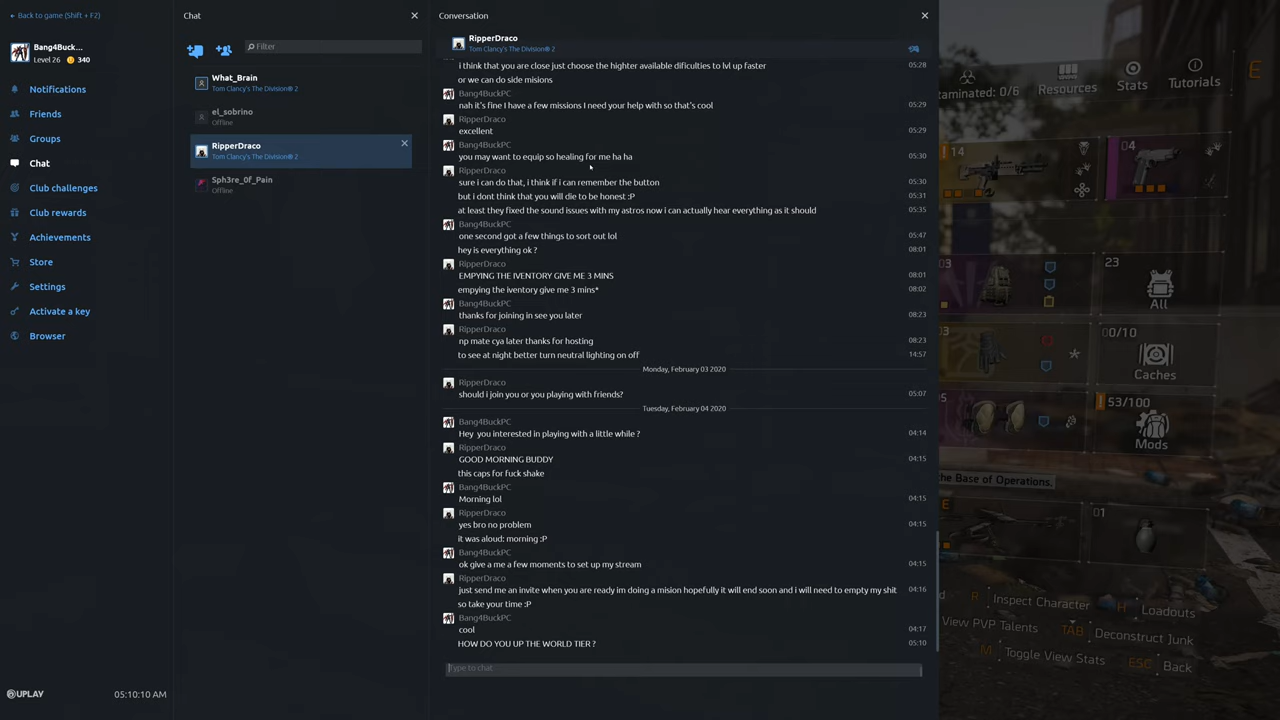 Back to game (Shift + F2)
Bang4Buck...
Level 26
340
Notifications
Friends
Groups
Chat
Club challenges
Club rewards
Achievements
Store
Settings
Activate a key
Browser
UPLAY
05:10:10 AM
Chat
Filter
What_Brain
Tom Clancy's The Division® 2
el_sobrino
Offline
RipperDraco
Tom Clancy's The Division® 2
Sph3re_0f_Pain
Offline
Conversation
RipperDraco
Tom Clancy's The Division® 2
i think that you are close just choose the highter available dificulties to lvl up faster 05:28
or we can do side misions
Bang4BuckPC
nah it's fine I have a few missions I need your help with so that's cool 05:29
RipperDraco
excellent 05:29
Bang4BuckPC
you may want to equip so healing for me ha ha 05:30
RipperDraco
sure i can do that, i think if i can remember the button 05:30
but i dont think that you will die to be honest :P 05:31
at least they fixed the sound issues with my astros now i can actually hear everything as it should 05:35
Bang4BuckPC
one second got a few things to sort out lol 05:47
hey is everything ok ? 08:01
RipperDraco
EMPYING THE IVENTORY GIVE ME 3 MINS 08:01
empying the iventory give me 3 mins* 08:02
Bang4BuckPC
thanks for joining in see you later 08:23
RipperDraco
np mate cya later thanks for hosting 08:23
to see at night better turn neutral lighting on off 14:57
Monday, February 03 2020
RipperDraco
should i join you or you playing with friends? 05:07
Tuesday, February 04 2020
Bang4BuckPC
Hey  you interested in playing with a little while ? 04:14
RipperDraco
GOOD MORNING BUDDY 04:15
this caps for fuck shake
Bang4BuckPC
Morning lol 04:15
RipperDraco
yes bro no problem 04:15
it was aloud: morning :P
Bang4BuckPC
ok give a me a few moments to set up my stream 04:15
RipperDraco
just send me an invite when you are ready im doing a mision hopefully it will end soon and i will need to empty my shit 04:16
so take your time :P
Bang4BuckPC
cool 04:17
HOW DO YOU UP THE WORLD TIER ? 05:10
Type to chat
taminated: 0/6
Resources
Stats
Tutorials
E
14
04
03
23
All
0/10
Caches
53/100
Mods
the Base of Operations.
E
01
R Inspect Character
H Loadouts
View PVP Talents
TAB Deconstruct Junk
M Toggle View Stats
ESC Back